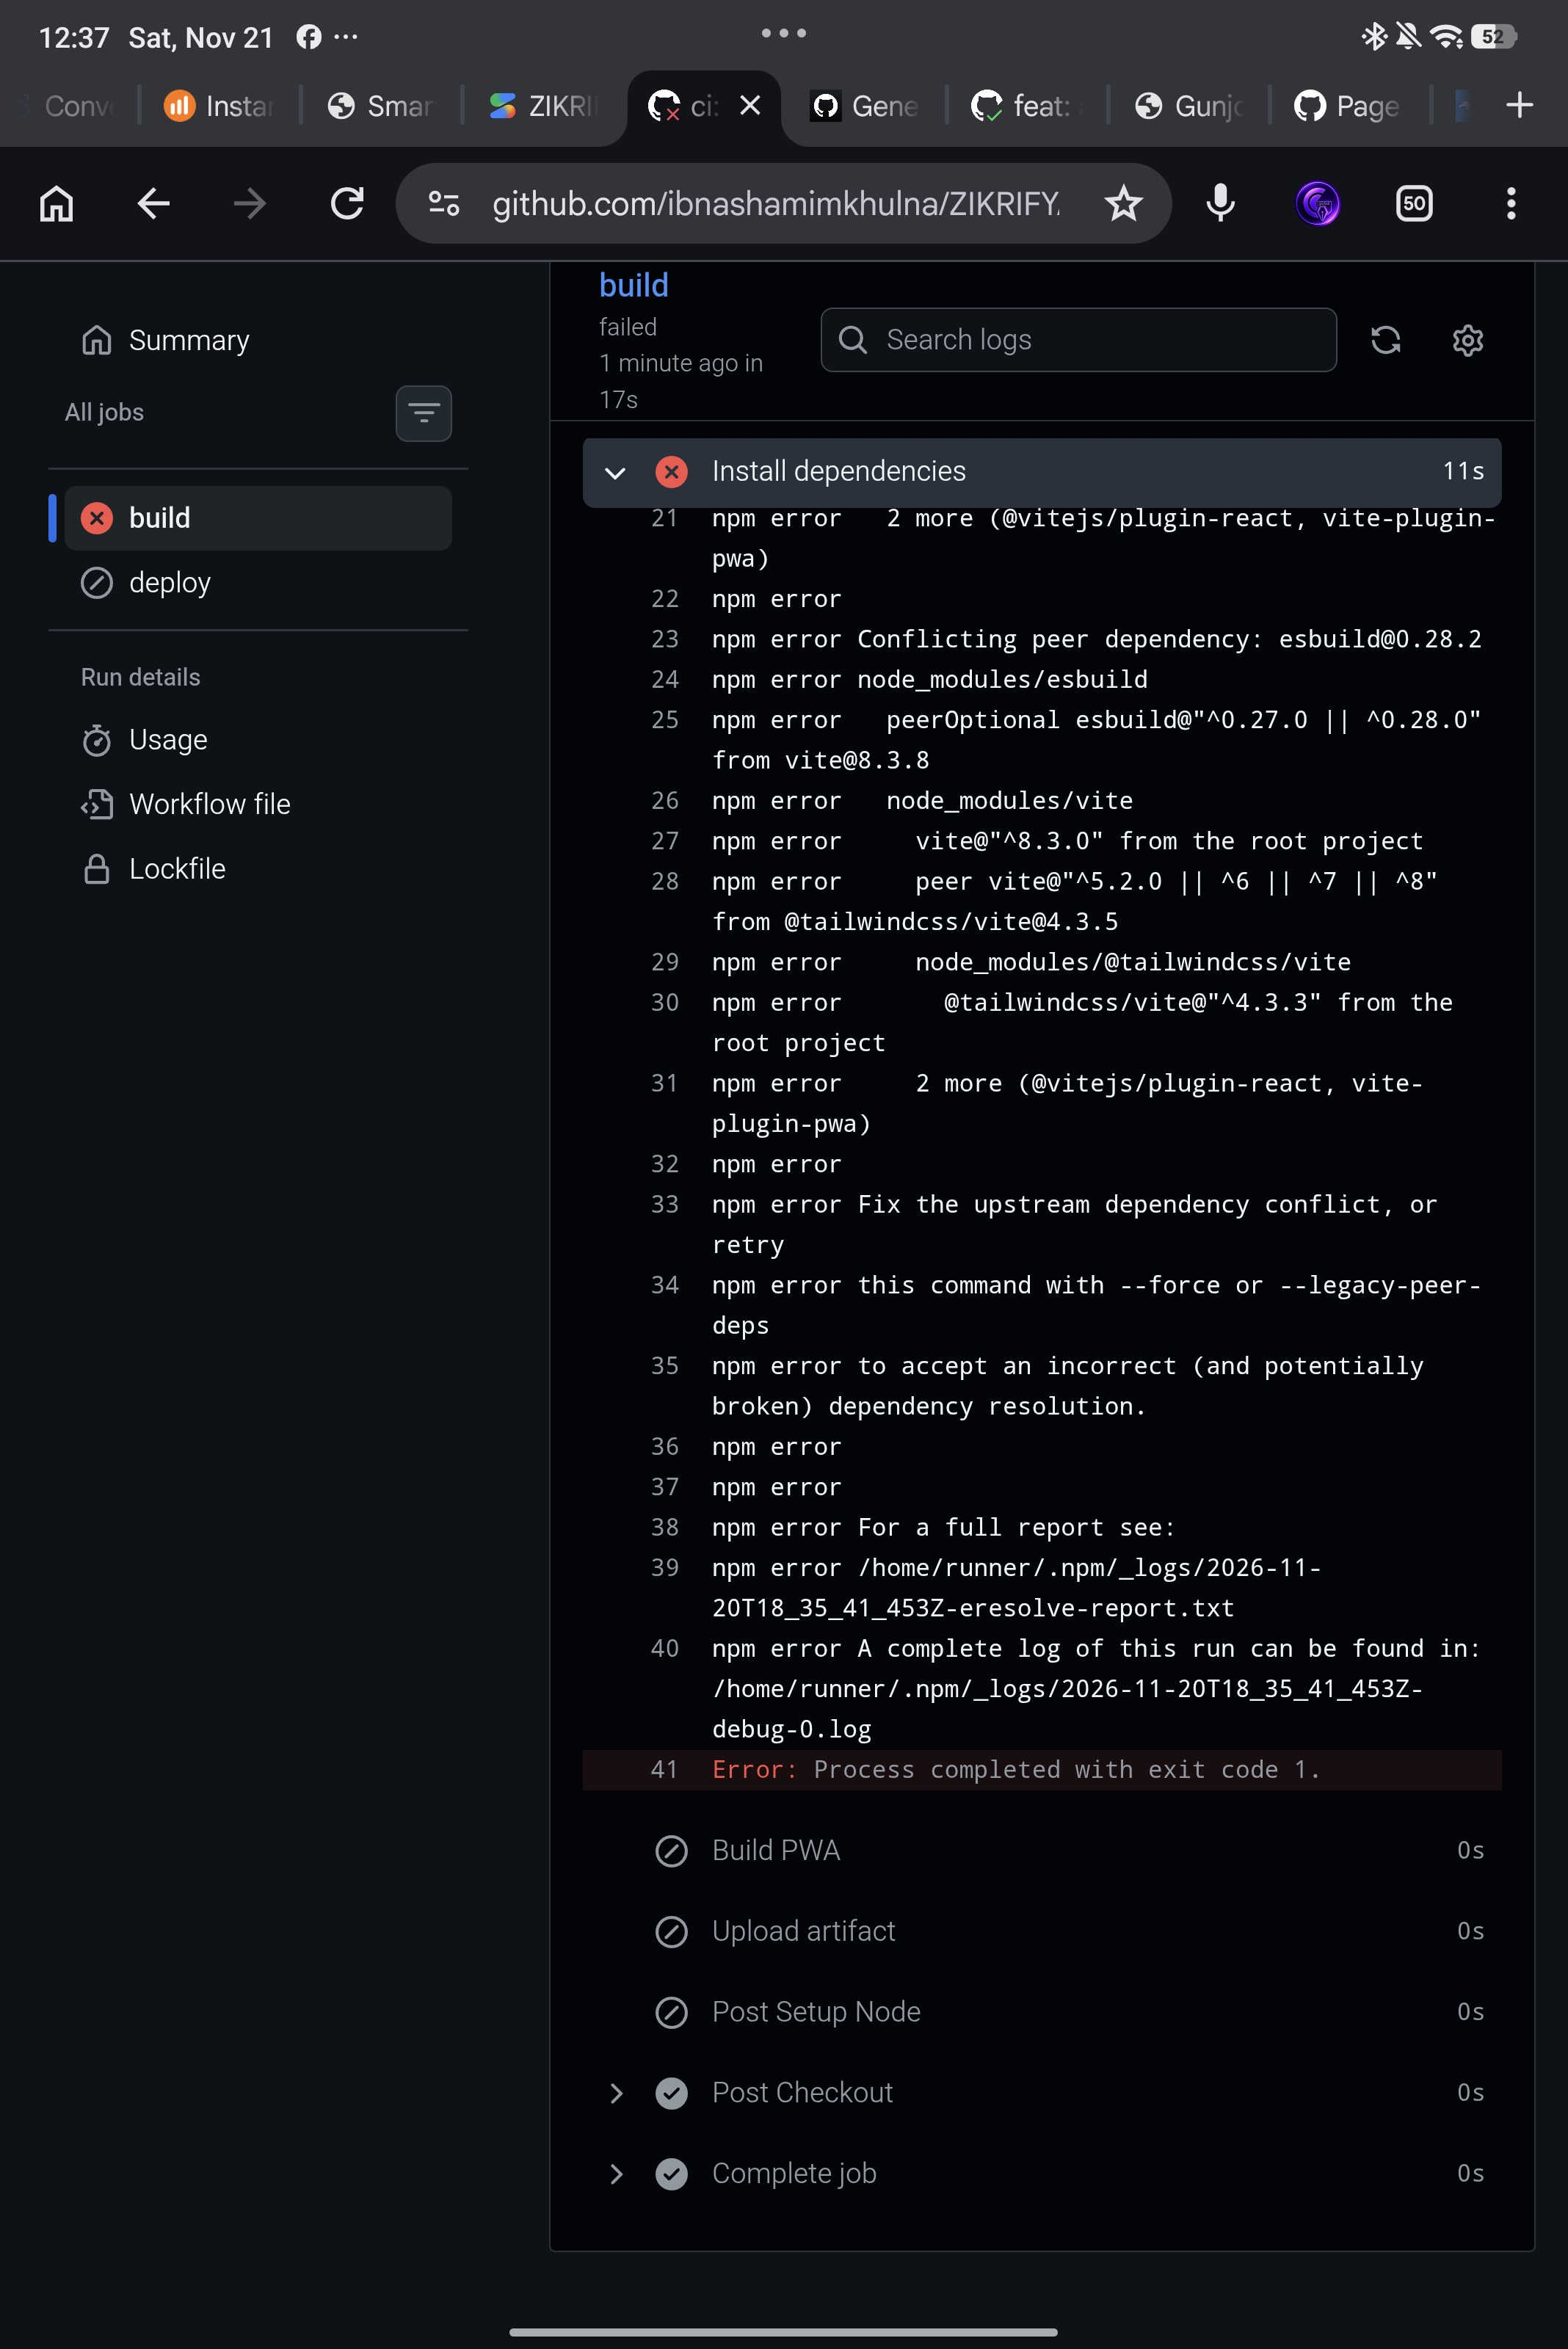 12:37 Sat, Nov 21
52
Conv
Instar
Smar
ZIKRI
ci:
Gene
feat:
Gunjo
Page
github.com/ibnashamimkhulna/ZIKRIFY
50
Summary
All jobs
build
deploy
Run details
Usage
Workflow file
Lockfile
build
failed
1 minute ago in
17s
Search logs
Install dependencies 11s
21 npm error 2 more (@vitejs/plugin-react, vite-plugin-
pwa)
22 npm error
23 npm error Conflicting peer dependency: esbuild@0.28.2
24 npm error node_modules/esbuild
25 npm error peerOptional esbuild@"^0.27.0 || ^0.28.0"
from vite@8.3.8
26 npm error node_modules/vite
27 npm error vite@"^8.3.0" from the root project
28 npm error peer vite@"^5.2.0 || ^6 || ^7 || ^8"
from @tailwindcss/vite@4.3.5
29 npm error node_modules/@tailwindcss/vite
30 npm error @tailwindcss/vite@"^4.3.3" from the
root project
31 npm error 2 more (@vitejs/plugin-react, vite-
plugin-pwa)
32 npm error
33 npm error Fix the upstream dependency conflict, or
retry
34 npm error this command with --force or --legacy-peer-
deps
35 npm error to accept an incorrect (and potentially
broken) dependency resolution.
36 npm error
37 npm error
38 npm error For a full report see:
39 npm error /home/runner/.npm/_logs/2026-11-
20T18_35_41_453Z-eresolve-report.txt
40 npm error A complete log of this run can be found in:
/home/runner/.npm/_logs/2026-11-20T18_35_41_453Z-
debug-0.log
41 Error: Process completed with exit code 1.
Build PWA 0s
Upload artifact 0s
Post Setup Node 0s
Post Checkout 0s
Complete job 0s